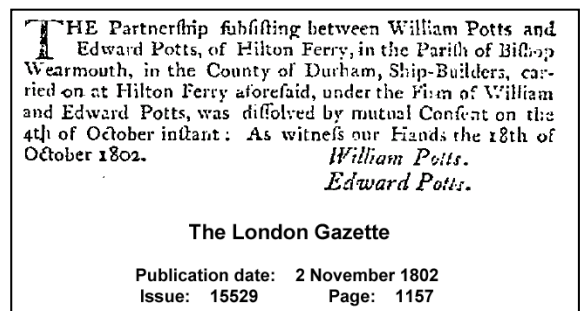 THE Partnerſhip ſubſiſting between William Potts and
Edward Potts, of Hilton Ferry, in the Pariſh of Biſhop
Wearmouth, in the County of Durham, Ship-Builders, car-
ried on at Hilton Ferry aforeſaid, under the Firm of William
and Edward Potts, was diſſolved by mutual Conſent on the
4th of October inſtant: As witneſs our Hands the 18th of
October 1802. William Potts.
Edward Potts.
The London Gazette
Publication date: 2 November 1802
Issue: 15529 Page: 1157